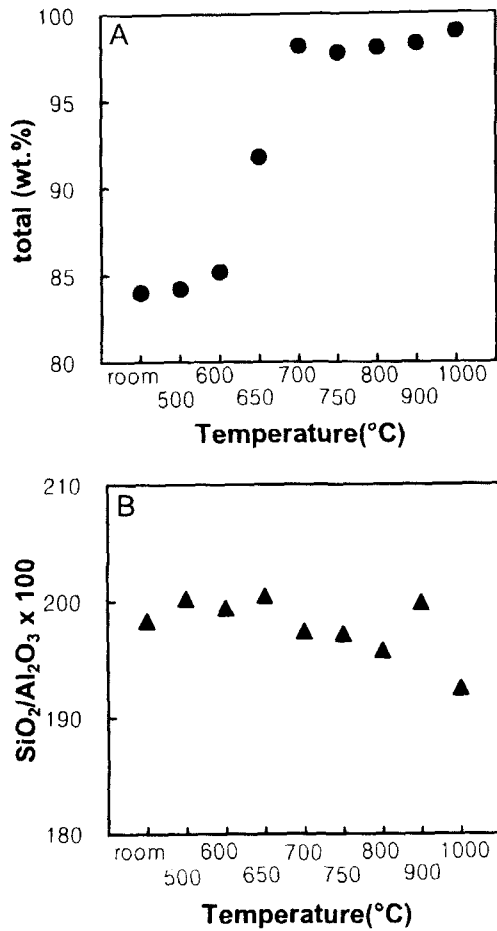 A
100
95
90
85
80
total (wt.%)
room 600 700 800 1000
500 650 750 900
Temperature(°C)
B
210
200
190
180
SiO₂/Al₂O₃ x 100
room 600 700 800 1000
500 650 750 900
Temperature(°C)